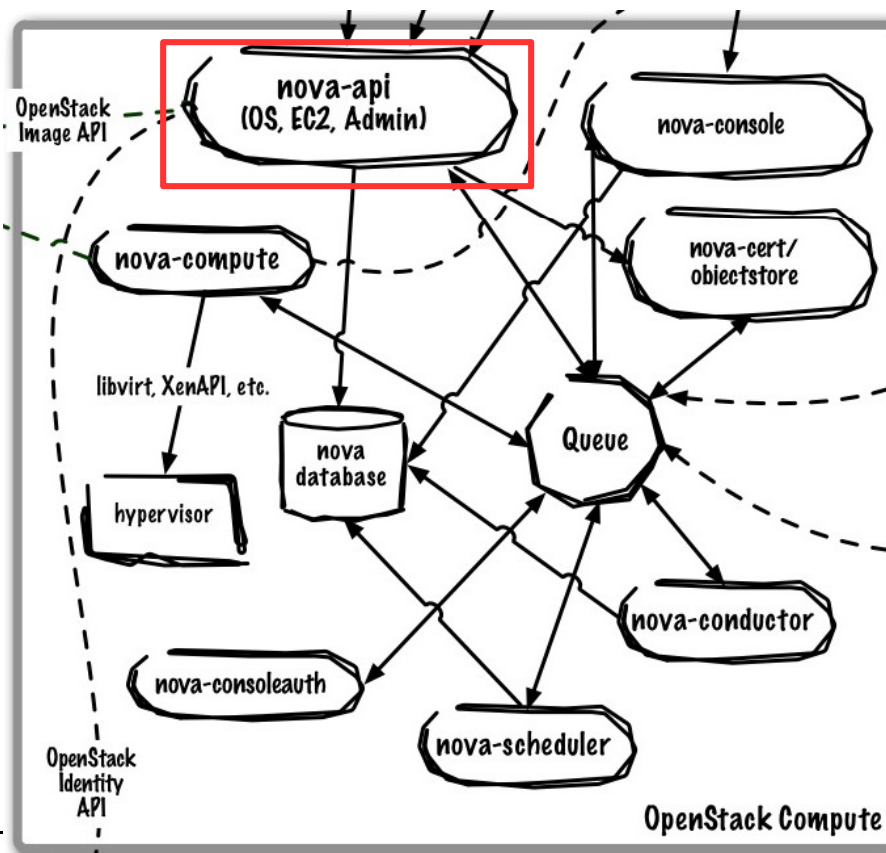 nova-api
(OS, EC2, Admin)
OpenStack
Image API
nova-console
nova-compute
nova-cert/
obiectstore
libvirt, XenAPI, etc.
nova
database
Queue
hypervisor
nova-conductor
nova-consoleauth
nova-scheduler
OpenStack
Identity
API
OpenStack Compute